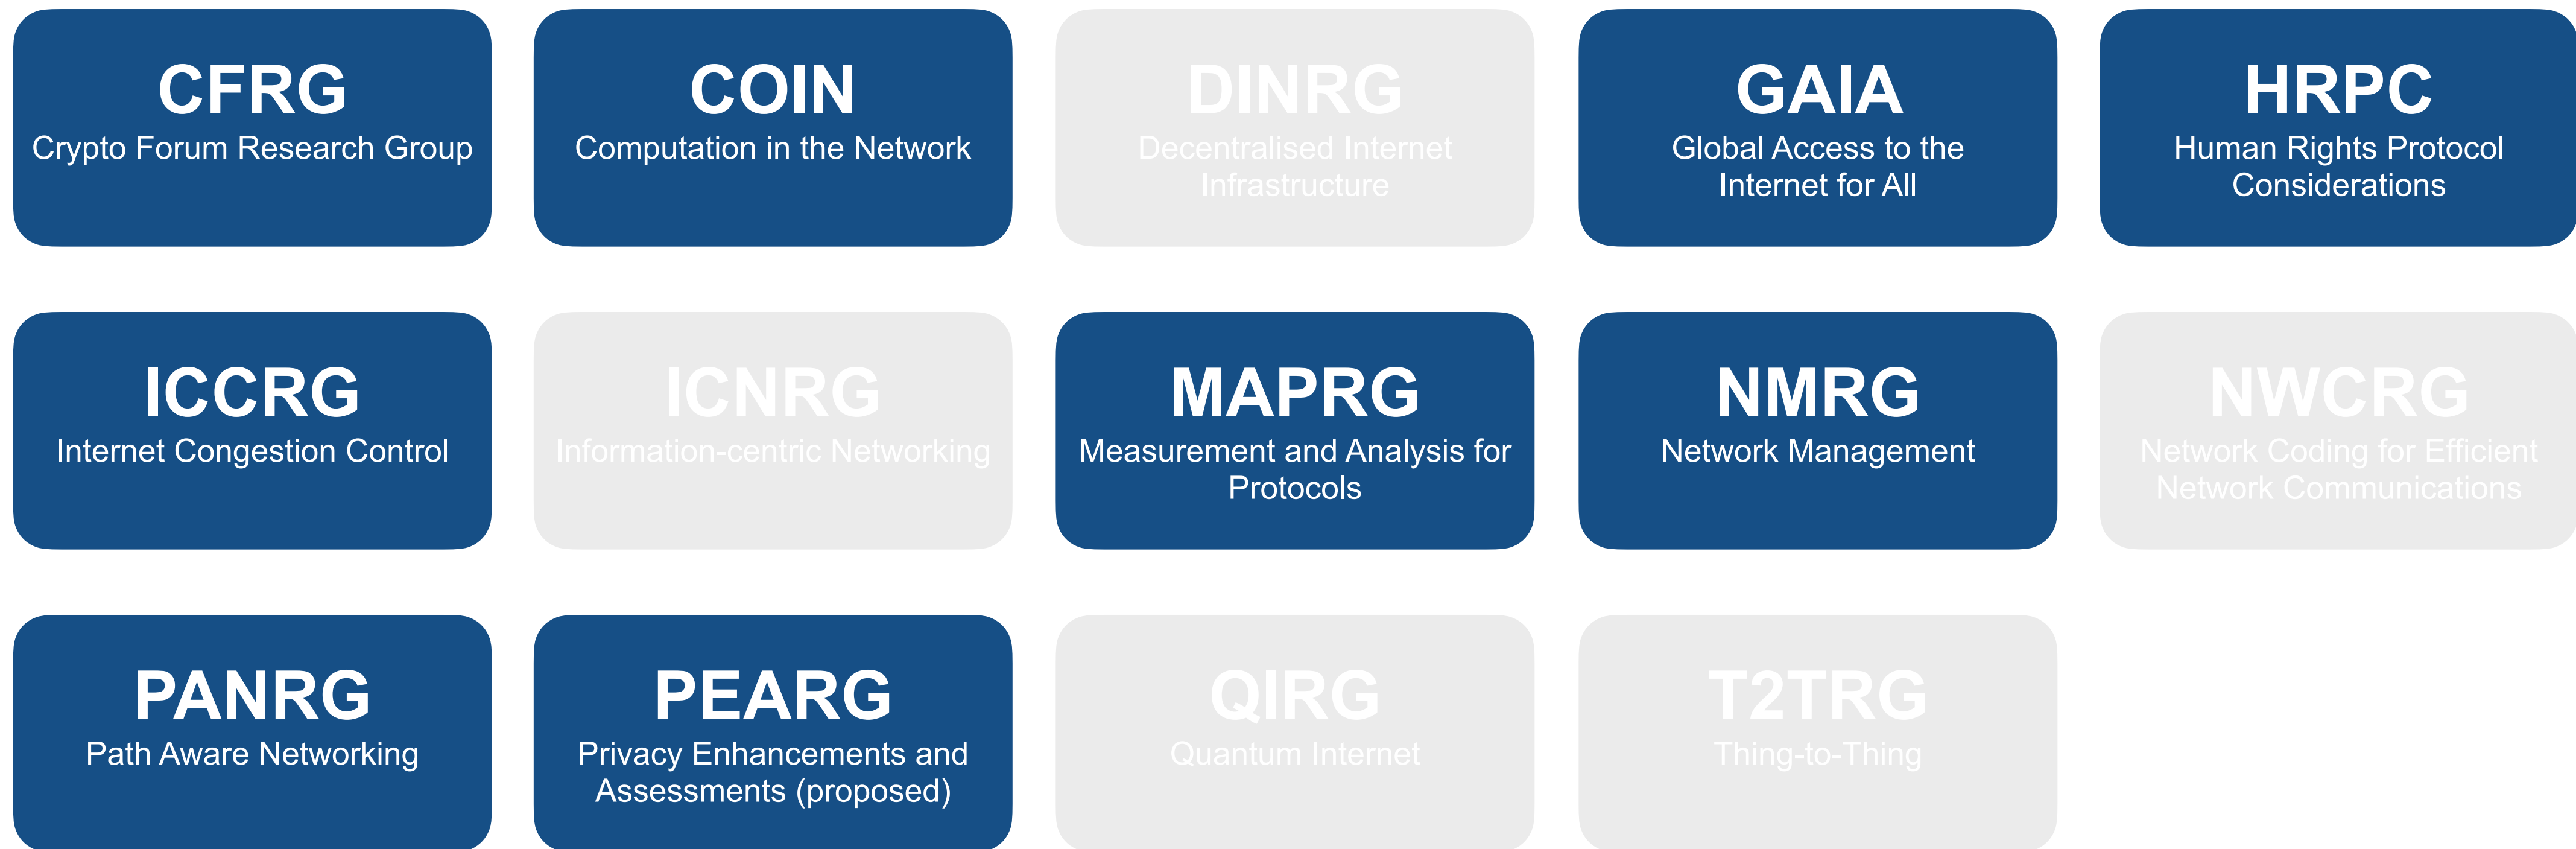 CFRG
Crypto Forum Research Group
COIN
Computation in the Network
DINRG
Decentralised Internet
Infrastructure
GAIA
Global Access to the
Internet for All
HRPC
Human Rights Protocol
Considerations
ICCRG
Internet Congestion Control
ICNRG
Information-centric Networking
MAPRG
Measurement and Analysis for
Protocols
NMRG
Network Management
NWCRG
Network Coding for Efficient
Network Communications
PANRG
Path Aware Networking
PEARG
Privacy Enhancements and
Assessments (proposed)
QIRG
Quantum Internet
T2TRG
Thing-to-Thing